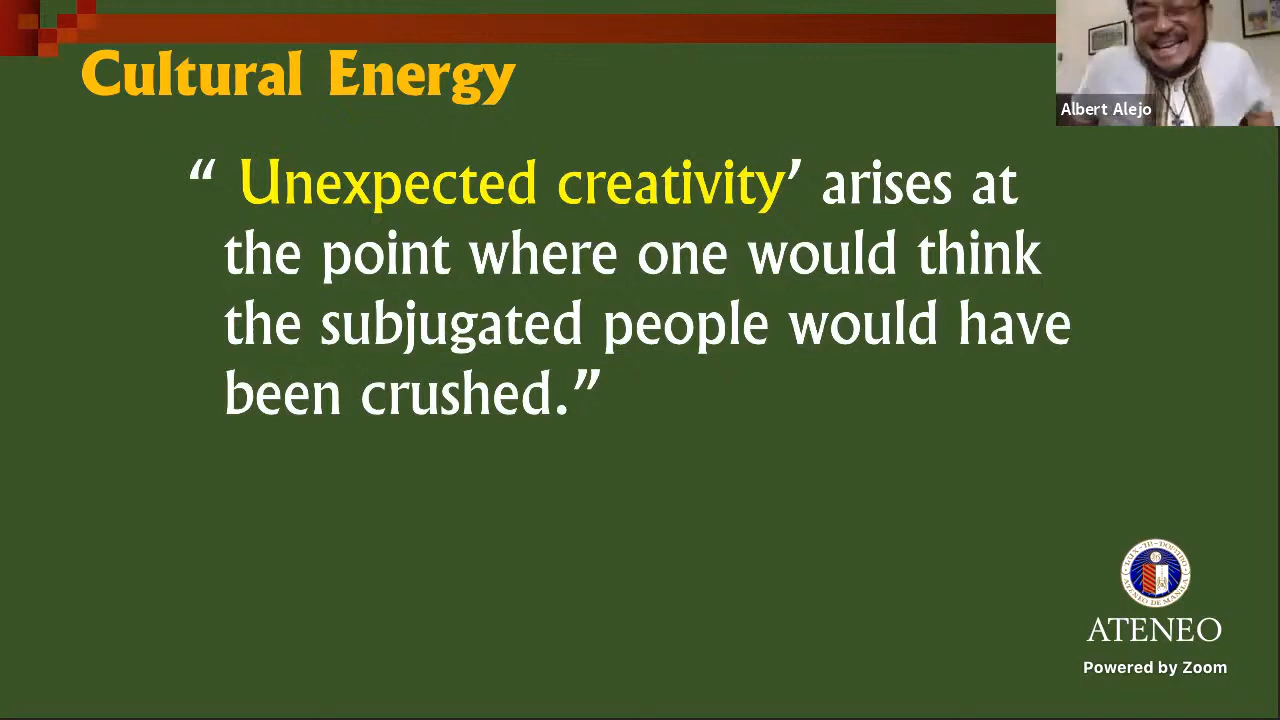 Cultural Energy
Albert Alejo
“ Unexpected creativity’ arises at
the point where one would think
the subjugated people would have
been crushed.”
ATENEO
Powered by Zoom